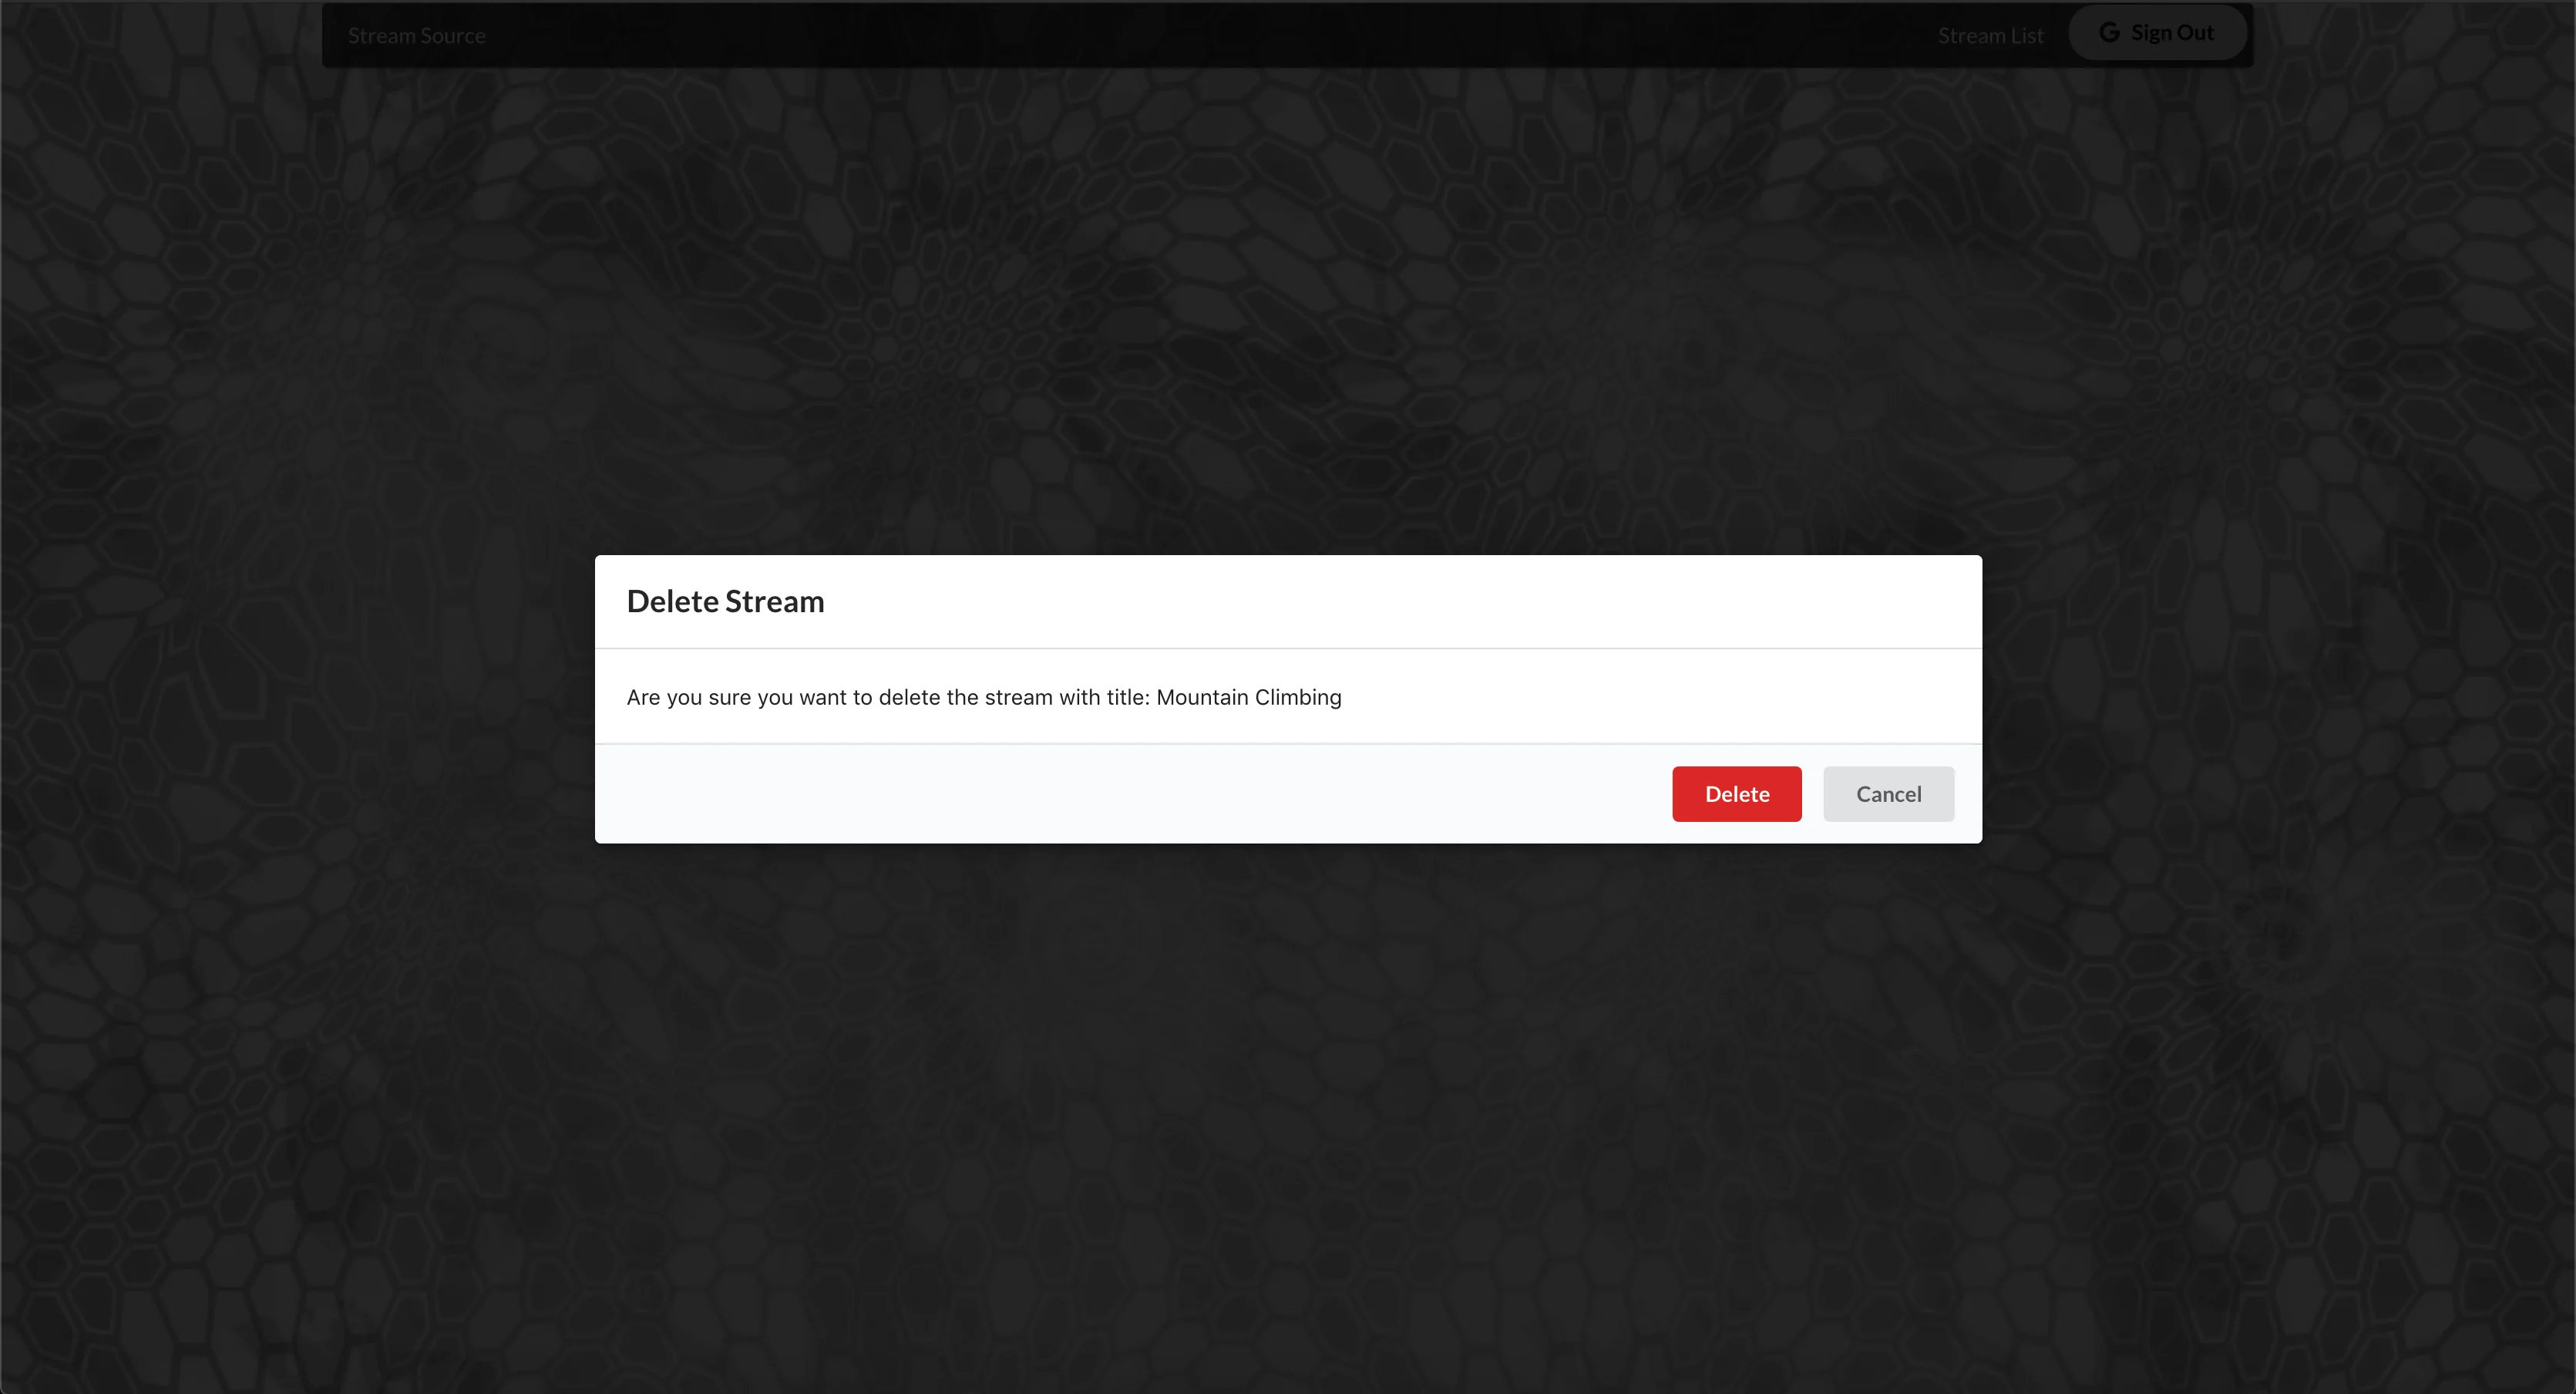 Stream Source
Stream List
Sign Out
Delete Stream
Are you sure you want to delete the stream with title: Mountain Climbing
Delete
Cancel